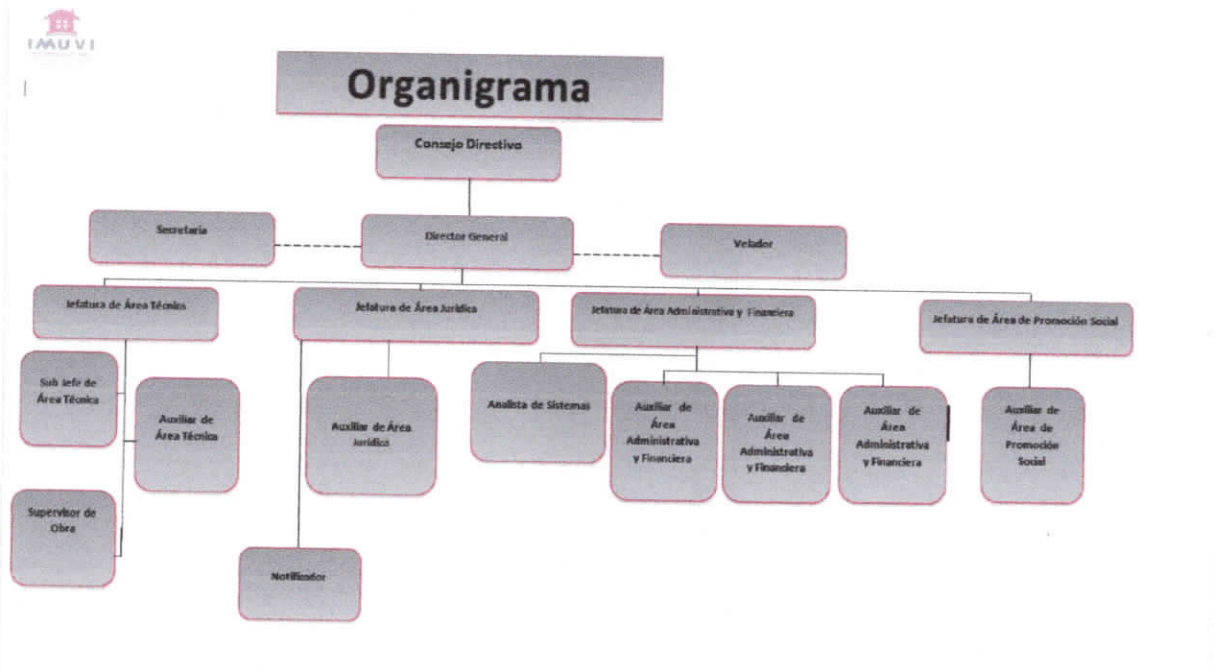 IMUVI
Organigrama
Consejo Directivo
Secretaria
Director General
Velador
Jefatura de Área Técnica
Jefatura de Área Jurídica
Jefatura de Área Administrativa y Financiera
Jefatura de Área de Promoción Social
Sub Jefe de
Área Técnica
Auxiliar de
Área Técnica
Auxiliar de Área
Jurídica
Analista de Sistemas
Auxiliar de
Área
Administrativa
y Financiera
Auxiliar de
Área
Administrativa
y Financiera
Auxiliar de
Área
Administrativa
y Financiera
Auxiliar de
Área de
Promoción
Social
Supervisor de
Obra
Notificador